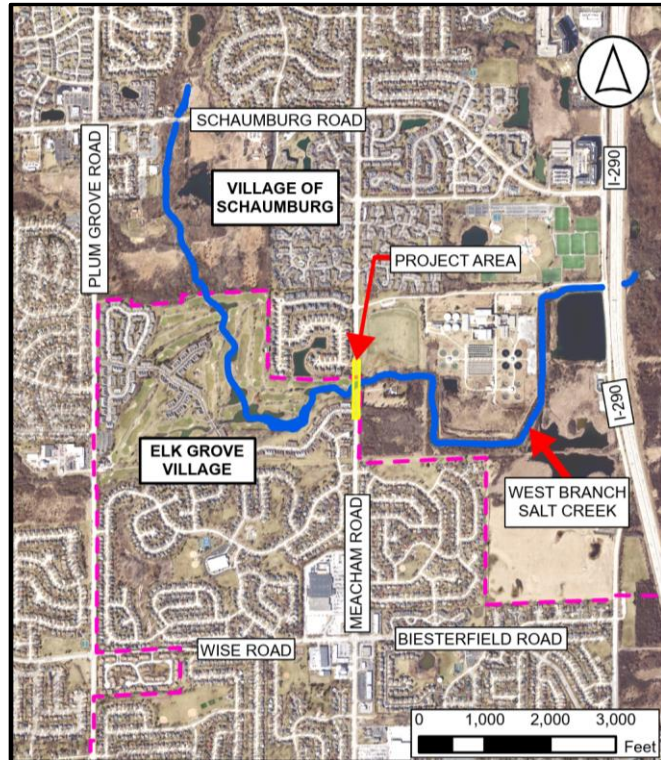 SCHAUMBURG ROAD
PLUM GROVE ROAD
VILLAGE OF
SCHAUMBURG
I-290
PROJECT AREA
I-290
ELK GROVE
VILLAGE
WEST BRANCH
SALT CREEK
MEACHAM ROAD
WISE ROAD
BIESTERFIELD ROAD
0 1,000 2,000 3,000
Feet